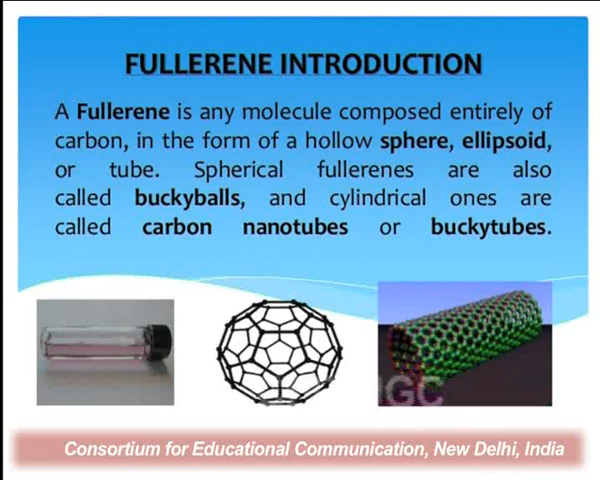 FULLERENE INTRODUCTION
A Fullerene is any molecule composed entirely of
carbon, in the form of a hollow sphere, ellipsoid,
or tube. Spherical fullerenes are also
called buckyballs, and cylindrical ones are
called carbon nanotubes or buckytubes.
UGC
Consortium for Educational Communication, New Delhi, India